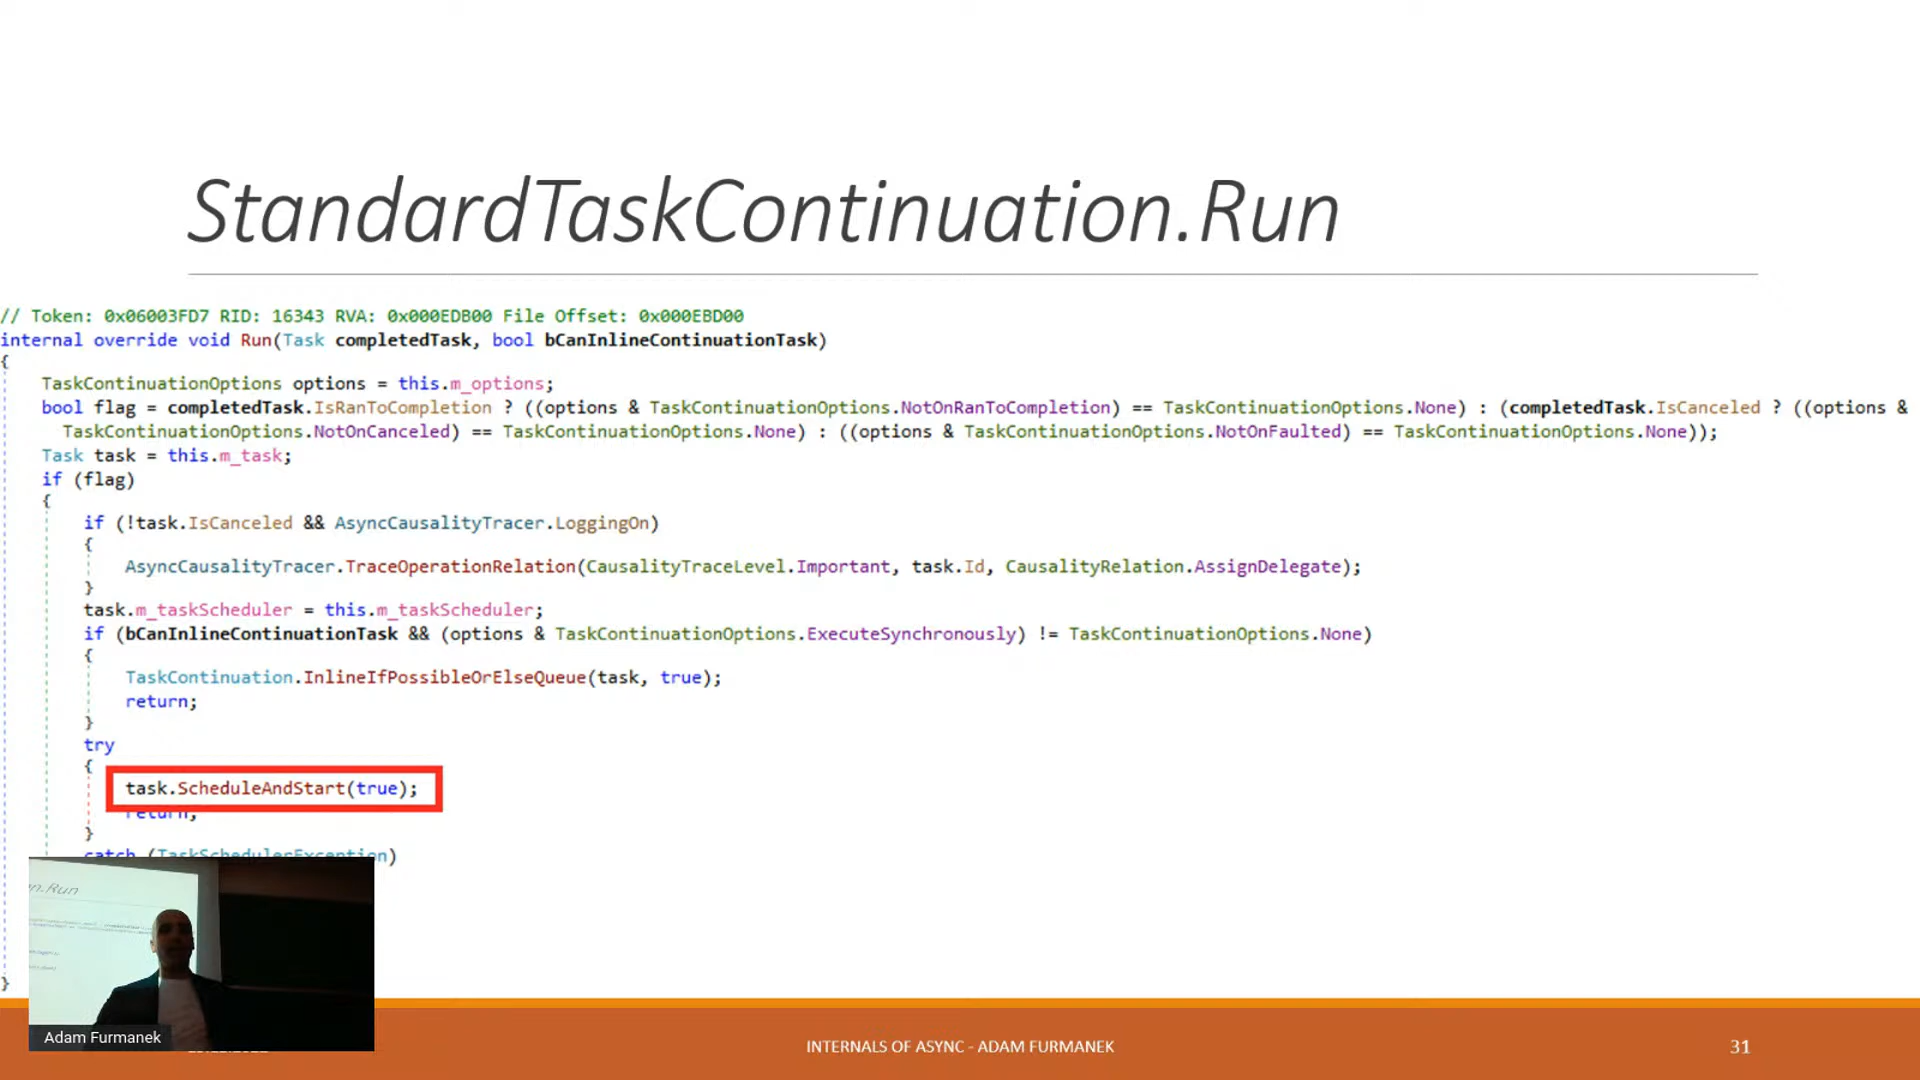 StandardTaskContinuation.Run
// Token: 0x06003FD7 RID: 16343 RVA: 0x000EDB00 File Offset: 0x000EBD00
internal override void Run(Task completedTask, bool bCanInlineContinuationTask)
{
TaskContinuationOptions options = this.m_options;
bool flag = completedTask.IsRanToCompletion ? ((options & TaskContinuationOptions.NotOnRanToCompletion) == TaskContinuationOptions.None) : (completedTask.IsCanceled ? ((options &
TaskContinuationOptions.NotOnCanceled) == TaskContinuationOptions.None) : ((options & TaskContinuationOptions.NotOnFaulted) == TaskContinuationOptions.None));
Task task = this.m_task;
if (flag)
{
if (!task.IsCanceled && AsyncCausalityTracer.LoggingOn)
{
AsyncCausalityTracer.TraceOperationRelation(CausalityTraceLevel.Important, task.Id, CausalityRelation.AssignDelegate);
}
task.m_taskScheduler = this.m_taskScheduler;
if (bCanInlineContinuationTask && (options & TaskContinuationOptions.ExecuteSynchronously) != TaskContinuationOptions.None)
{
TaskContinuation.InlineIfPossibleOrElseQueue(task, true);
return;
}
try
{
task.ScheduleAndStart(true);
return;
}
catch (TaskSchedulerException)
}
n.Run
Adam Furmanek
INTERNALS OF ASYNC - ADAM FURMANEK
31